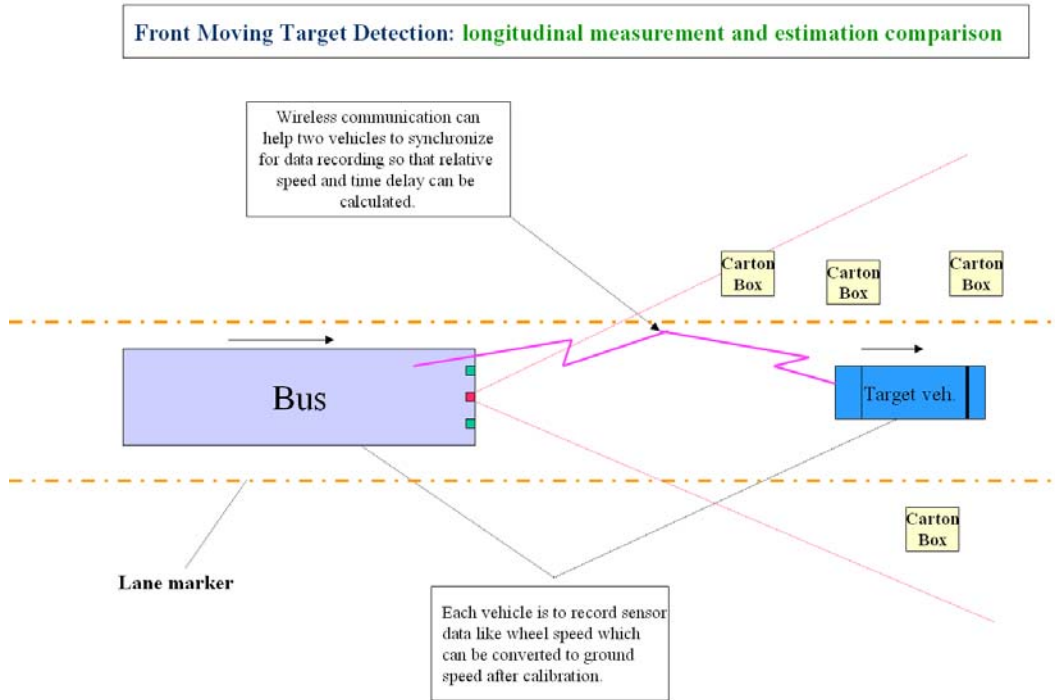 Front Moving Target Detection: longitudinal measurement and estimation comparison
Wireless communication can
help two vehicles to synchronize
for data recording so that relative
speed and time delay can be
calculated.
Carton
Box
Carton
Box
Carton
Box
Bus
Target veh.
Carton
Box
Lane marker
Each vehicle is to record sensor
data like wheel speed which
can be converted to ground
speed after calibration.